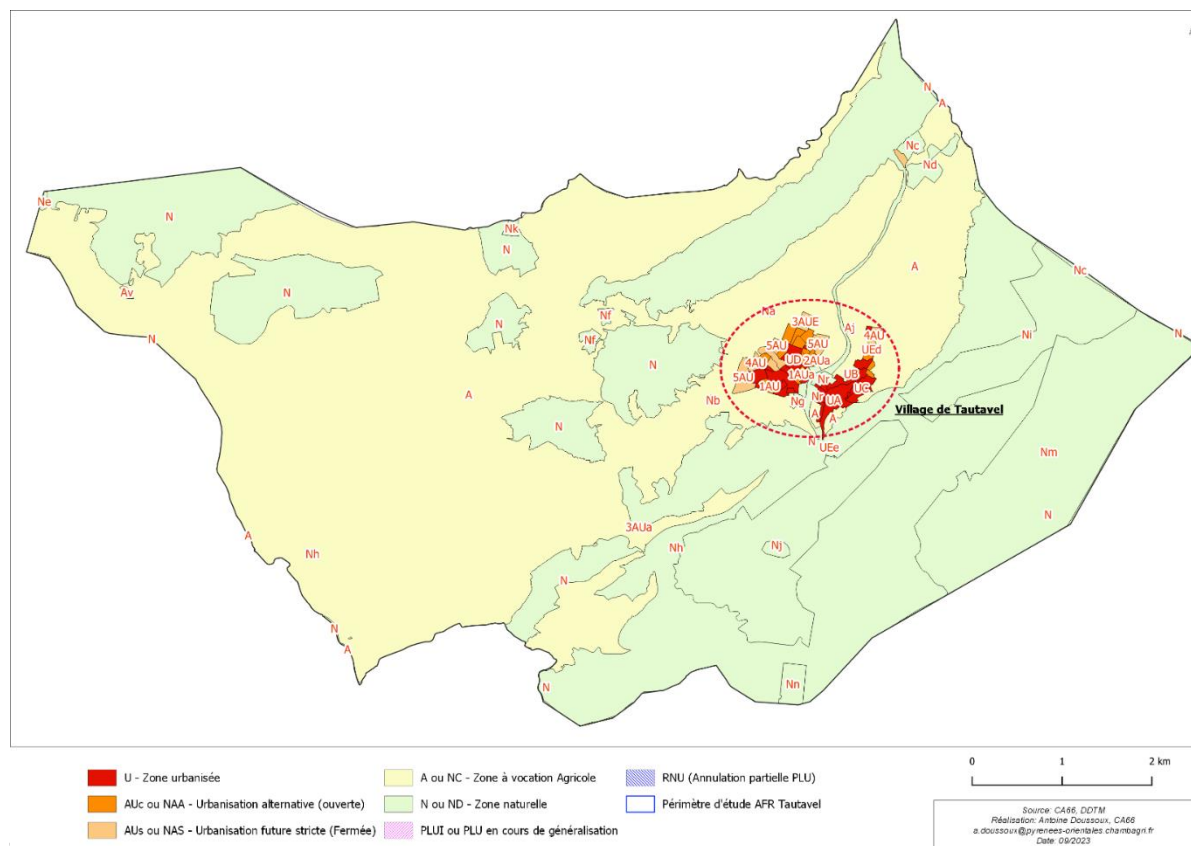 N
A
Nc
Nd
Ne
N
Nk
N
Nc
A
Av
N
Na
Aj
N
N
Nf
Nf
3AUE
5AU
5AU
4AU
UEd
Ni
N
N
4AU
UD
2AUa
5AU
1AUa
1AU
Nr
UB
UC
A
Nb
Ng
Nr
UA
A
A
Village de Tautavel
N
N
UEe
Nm
N
3AUa
A
Nh
Nh
Nj
N
N
A
N
Nn
U - Zone urbanisée
AUc ou NAA - Urbanisation alternative (ouverte)
AUs ou NAS - Urbanisation future stricte (Fermée)
A ou NC - Zone à vocation Agricole
N ou ND - Zone naturelle
PLUI ou PLU en cours de généralisation
RNU (Annulation partielle PLU)
Périmètre d'étude AFR Tautavel
0 1 2 km
Source: CA66, DDTM
Réalisation: Antoine Doussoux, CA66
a.doussoux@pyrenees-orientales.chambagri.fr
Date: 09/2023